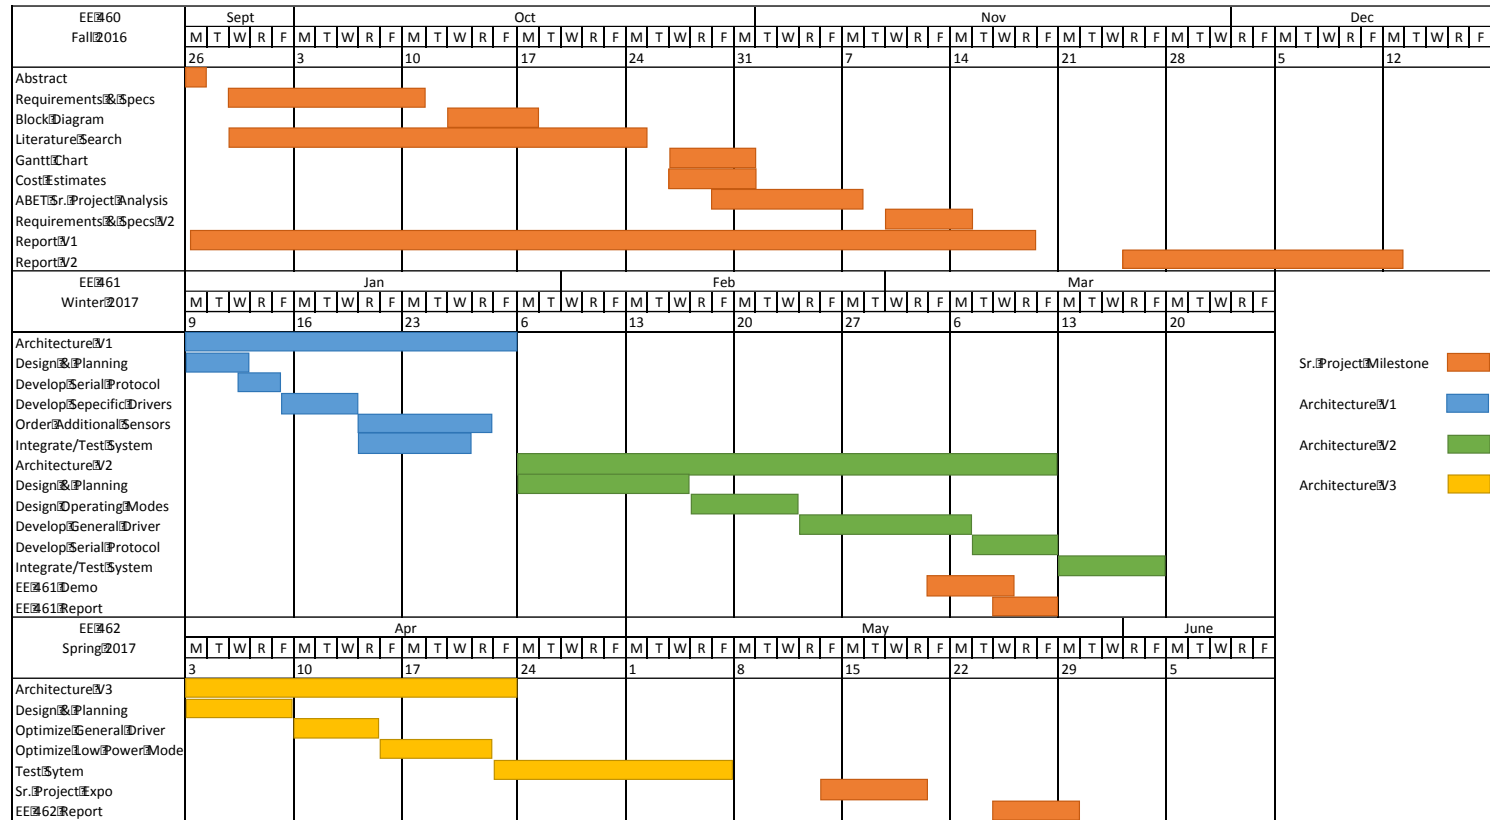 EE 460
Sept Oct Nov Dec
Fall 2016
M T W R F M T W R F M T W R F M T W R F M T W R F M T W R F M T W R F M T W R F M T W R F M T W R F M T W R F M T W R F
26 3 10 17 24 31 7 14 21 28 5 12
Abstract
Requirements & Specs
Block Diagram
Literature Search
Gantt Chart
Cost Estimates
ABET Sr. Project Analysis
Requirements & Specs V2
Report V1
Report V2
EE 461
Jan Feb Mar
Winter 2017
M T W R F M T W R F M T W R F M T W R F M T W R F M T W R F M T W R F M T W R F M T W R F M T W R F
9 16 23 6 13 20 27 6 13 20
Architecture V1
Design & Planning
Develop Serial Protocol
Develop Sepecific Drivers
Order Additional Sensors
Integrate/Test System
Architecture V2
Design & Planning
Design Operating Modes
Develop General Driver
Develop Serial Protocol
Integrate/Test System
EE 461 Demo
EE 461 Report
Sr. Project Milestone
Architecture V1
Architecture V2
Architecture V3
EE 462
Apr May June
Spring 2017
M T W R F M T W R F M T W R F M T W R F M T W R F M T W R F M T W R F M T W R F M T W R F M T W R F
3 10 17 24 1 8 15 22 29 5
Architecture V3
Design & Planning
Optimize General Driver
Optimize Low Power Mode
Test Sytem
Sr. Project Expo
EE 462 Report